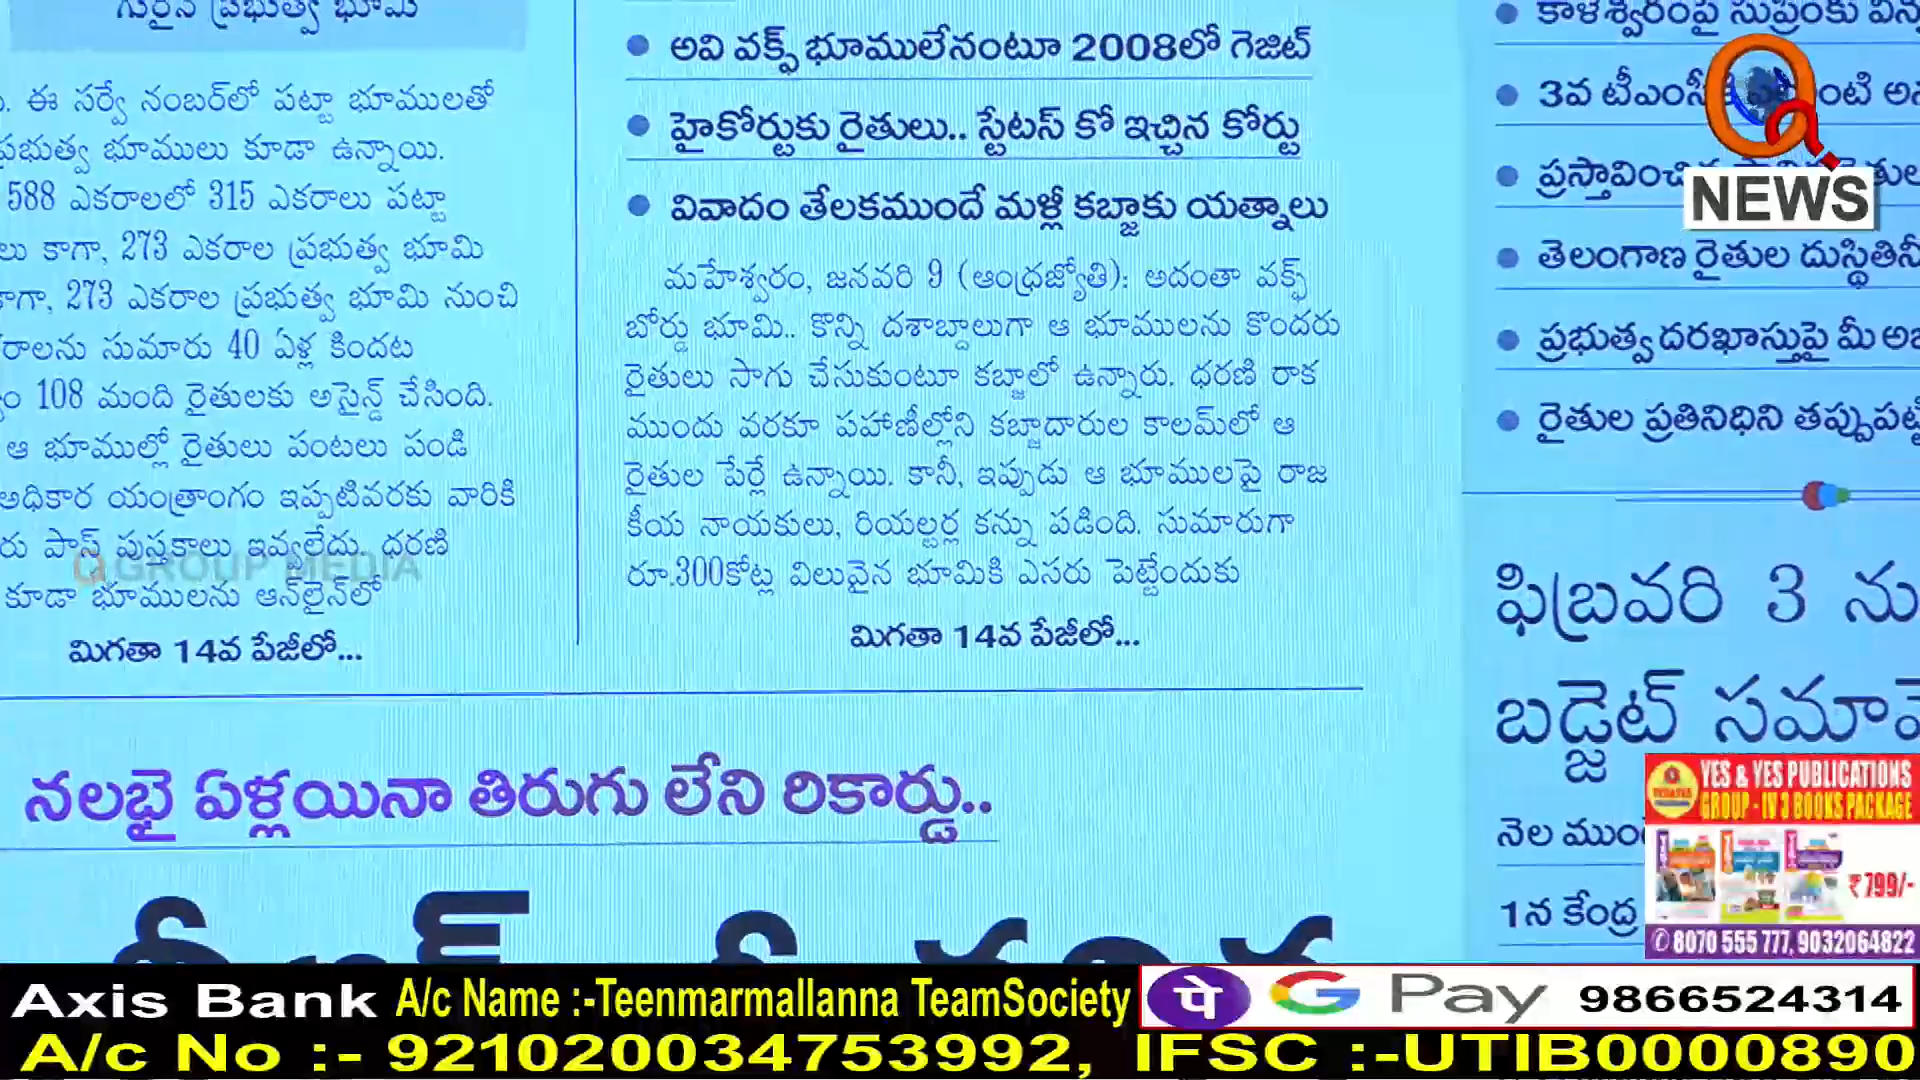 గురైన ప్రభుత్వ భూమి
ఈ సర్వే నంబర్‌లో పట్టా భూములతో
ప్రభుత్వ భూములు కూడా ఉన్నాయి.
588 ఎకరాలలో 315 ఎకరాలు పట్టా
లు కాగా, 273 ఎకరాల ప్రభుత్వ భూమి
కాగా, 273 ఎకరాల ప్రభుత్వ భూమి నుంచి
రాలను సుమారు 40 ఏళ్ల కిందట
108 మంది రైతులకు అసైన్డ్ చేసింది.
ఆ భూముల్లో రైతులు పంటలు పండి
అధికార యంత్రాంగం ఇప్పటివరకు వారికి
రు పాస్ పుస్తకాలు ఇవ్వలేదు. ధరణి
కూడా భూములను ఆన్‌లైన్‌లో
మిగతా 14వ పేజీలో...
Q GROUP MEDIA
అవి వక్ఫ్ భూములేనంటూ 2008లో గెజిట్
హైకోర్టుకు రైతులు.. స్టేటస్ కో ఇచ్చిన కోర్టు
వివాదం తేలకముందే మళ్లీ కబ్జాకు యత్నాలు
మహేశ్వరం, జనవరి 9 (ఆంధ్రజ్యోతి): అదంతా వక్ఫ్
బోర్డు భూమి.. కొన్ని దశాబ్దాలుగా ఆ భూములను కొందరు
రైతులు సాగు చేసుకుంటూ కబ్జాలో ఉన్నారు. ధరణి రాక
ముందు వరకూ పహాణీల్లోని కబ్జాదారుల కాలమ్‌లో ఆ
రైతుల పేర్లే ఉన్నాయి. కానీ, ఇప్పుడు ఆ భూములపై రాజ
కీయ నాయకులు, రియల్టర్ల కన్ను పడింది. సుమారుగా
రూ.300కోట్ల విలువైన భూమికి ఎసరు పెట్టేందుకు
మిగతా 14వ పేజీలో...
నలభై ఏళ్లయినా తిరుగు లేని రికార్డు..
కాళేశ్వరంపై సుప్రీంకు
3వ టీఎంసీ
తెలంగాణ రైతుల దుస్థితిని
ప్రభుత్వ దరఖాస్తుపై మీ
రైతుల ప్రతినిధిని
Q NEWS
ఫిబ్రవరి 3 ను
బడ్జెట్
నెల
1న కేంద్ర
YES & YES PUBLICATIONS
GROUP - IV 3 BOOKS PACKAGE
₹ 799/-
8070 555 777, 9032064822
Axis Bank A/c Name :-Teenmarmallanna TeamSociety
पे G Pay 9866524314
A/c No :- 921020034753992, IFSC :-UTIB0000890